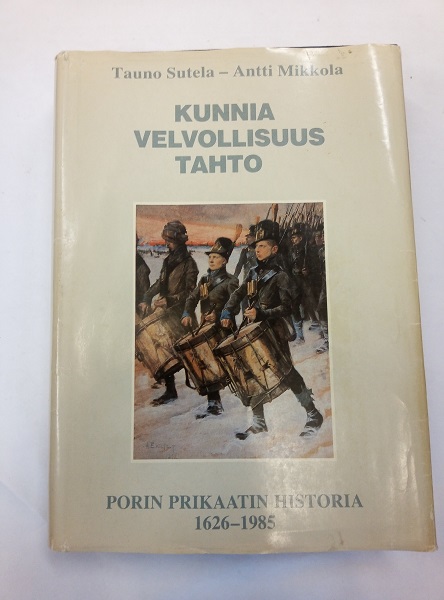 Tauno Sutela – Antti Mikkola
KUNNIA
VELVOLLISUUS
TAHTO
PORIN PRIKAATIN HISTORIA
1626–1985